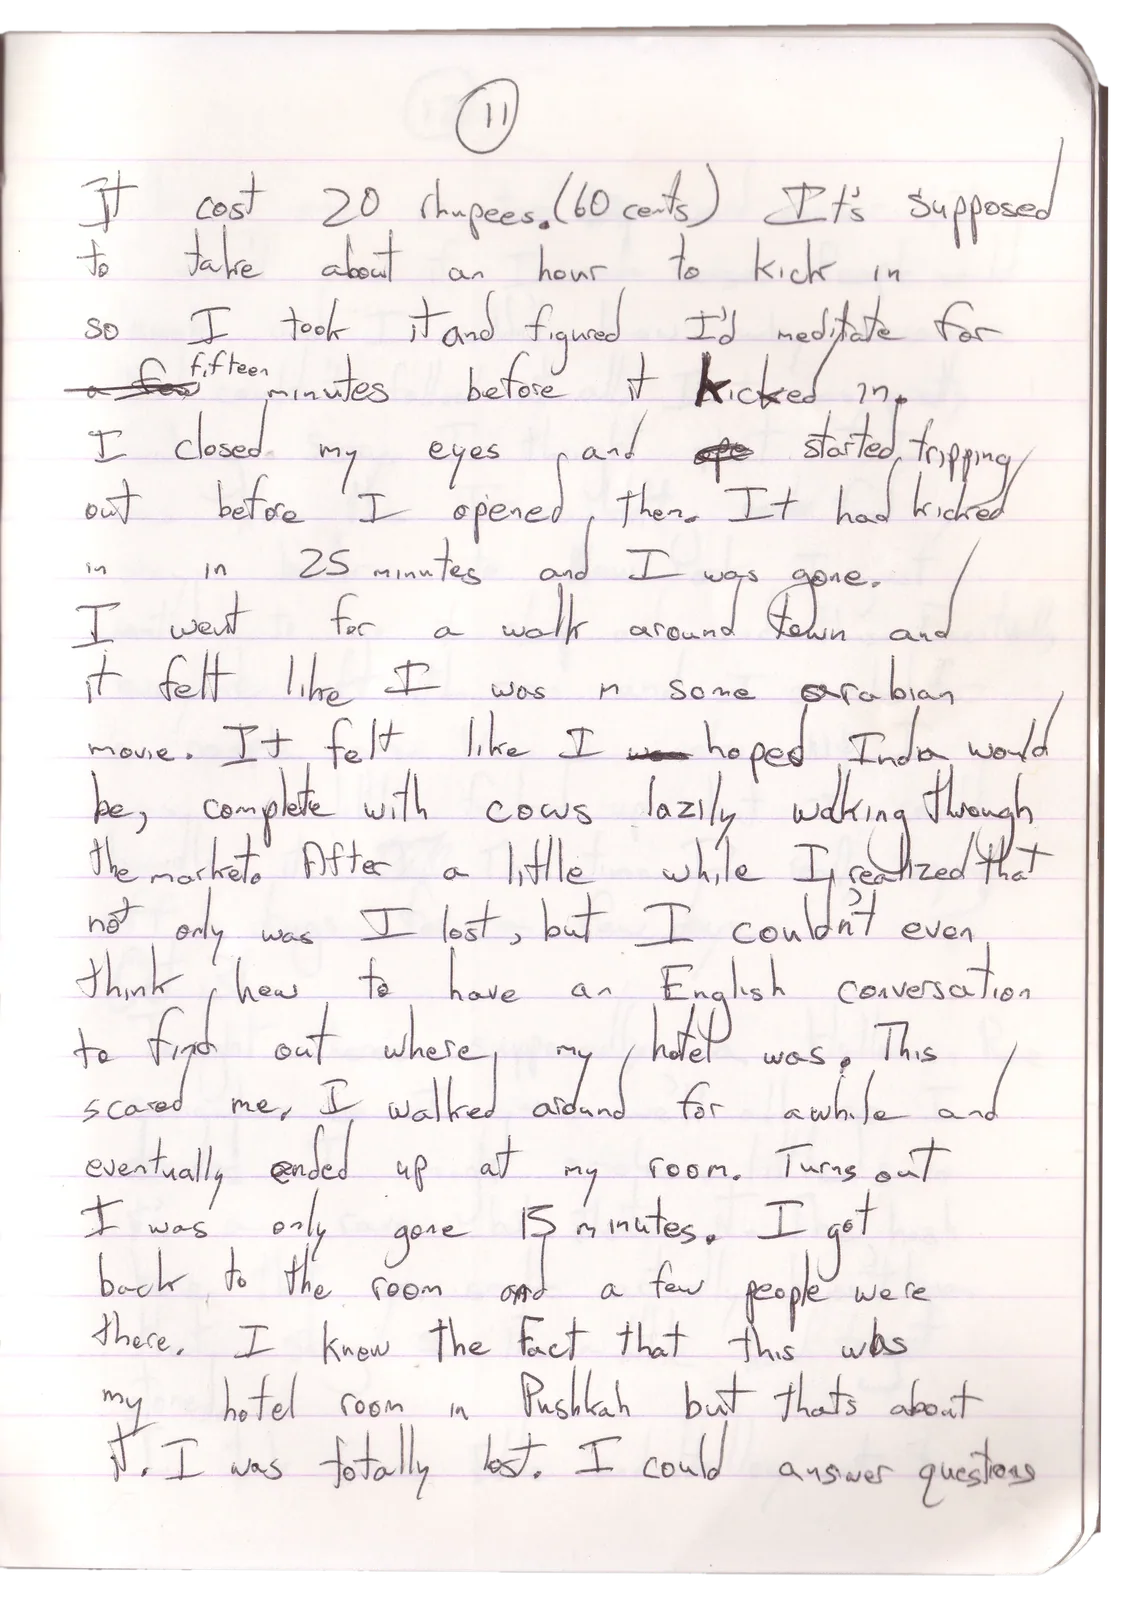 11
It cost 20 rhupees. (60 cents) It's supposed
to take about an hour to kick in
so I took it and figured I'd meditate for
a few fifteen minutes before it kicked in.
I closed my eyes and ope started tripping
out before I opened then. It had kicked
in in 25 minutes and I was gone.
I went for a walk around town and
it felt like I was in some arabian
movie. It felt like I was hoped India would
be, complete with cows lazily walking through
the market. After a little while I realized that
not only was I lost, but I couldn't even
think how to have an English conversation
to find out where my hotel was. This
scared me. I walked around for awhile and
eventually ended up at my room. Turns out
I was only gone 15 minutes. I got
back to the room and a few people were
there. I knew the fact that this was
my hotel room in Pushkah but thats about
it. I was totally lost. I could answer questions